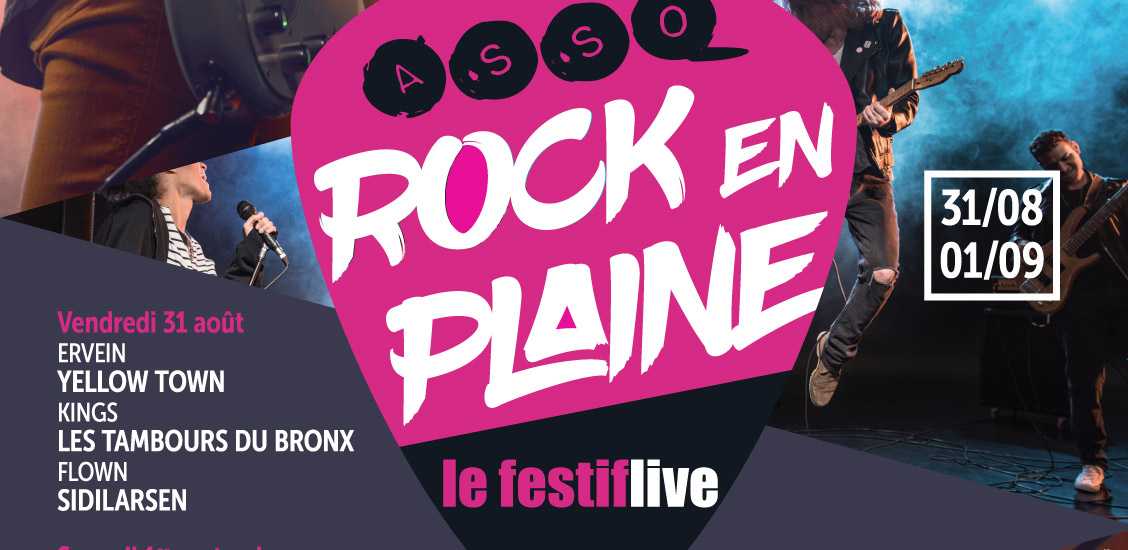 ASSO
ROCK EN
PLAINE
le festiflive
31/08
01/09
Vendredi 31 août
ERVEIN
YELLOW TOWN
KINGS
LES TAMBOURS DU BRONX
FLOWN
SIDILARSEN